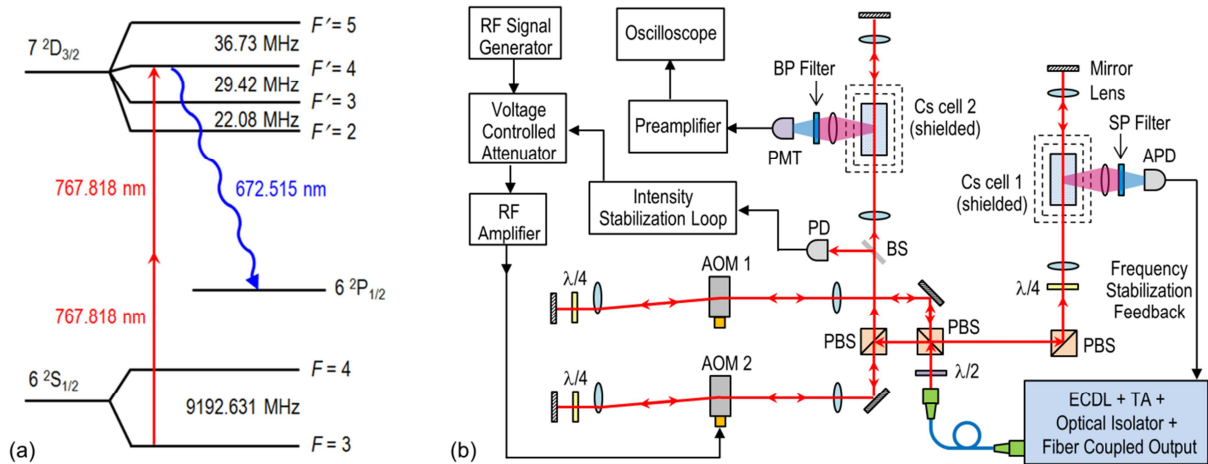 7 ²D₃/₂
F′ = 5
36.73 MHz
F′ = 4
29.42 MHz
F′ = 3
22.08 MHz
F′ = 2
767.818 nm
672.515 nm
6 ²P₁/₂
767.818 nm
6 ²S₁/₂
F = 4
9192.631 MHz
F = 3
(a)
(b)
RF Signal
Generator
Voltage
Controlled
Attenuator
RF
Amplifier
Oscilloscope
Preamplifier
Intensity
Stabilization Loop
BP Filter
PMT
Cs cell 2
(shielded)
PD
BS
Mirror
Lens
SP Filter
APD
Cs cell 1
(shielded)
Frequency
Stabilization
Feedback
λ/4
AOM 1
λ/4
PBS
PBS
PBS
λ/4
AOM 2
λ/2
ECDL + TA +
Optical Isolator +
Fiber Coupled Output